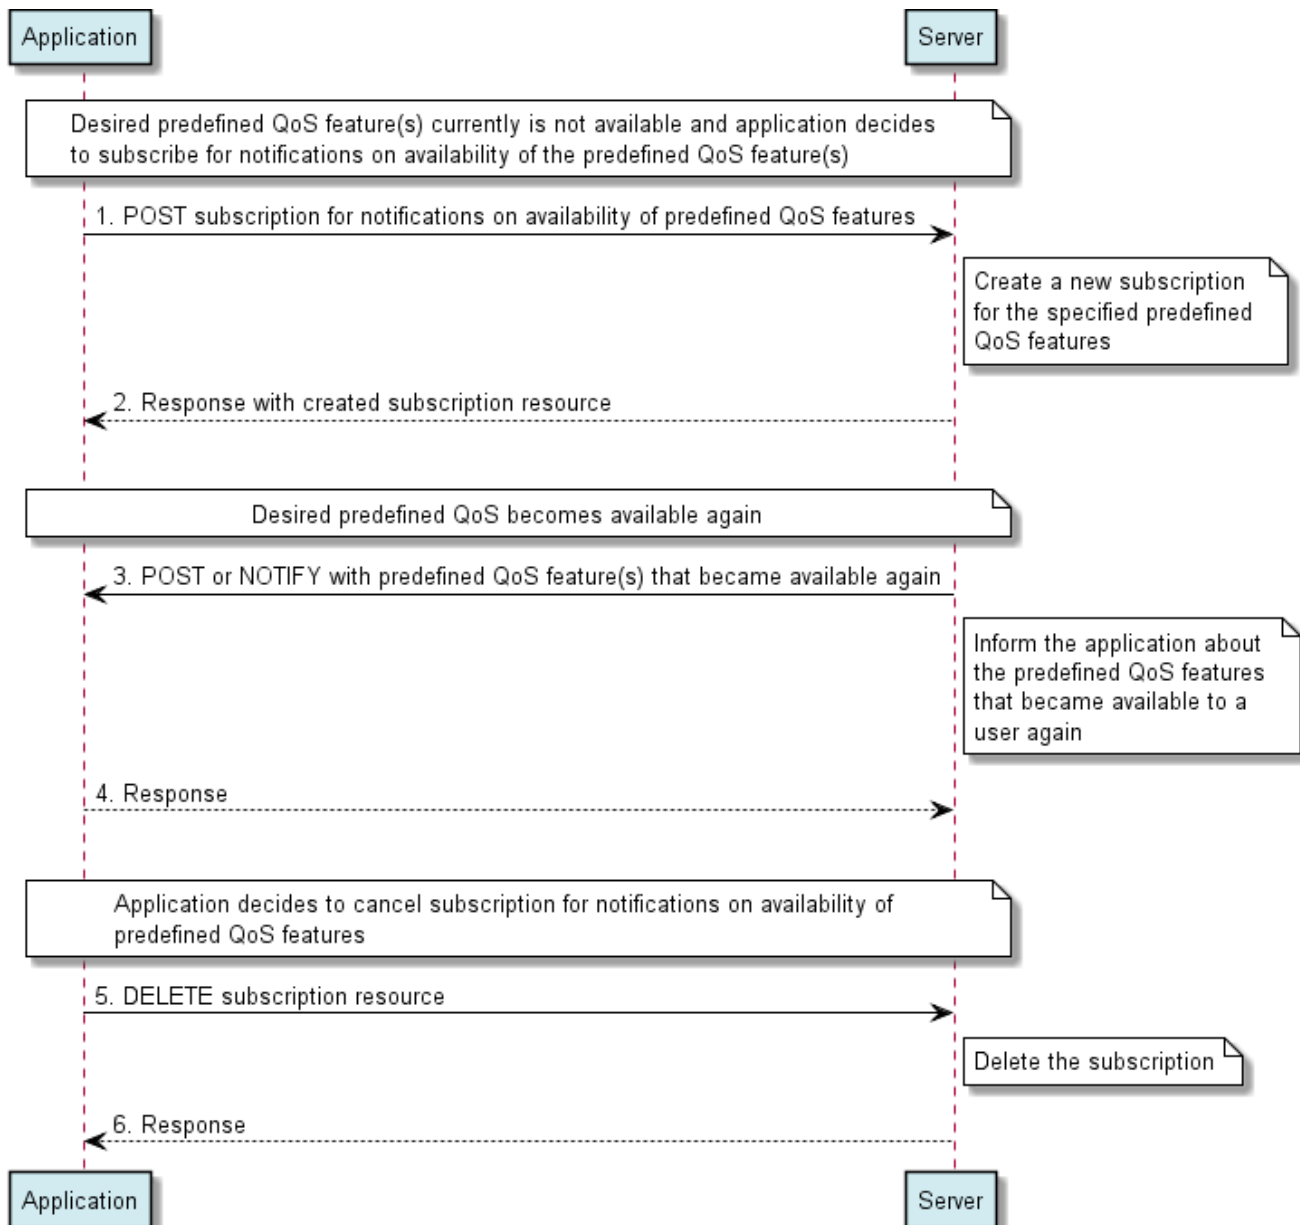 Application
Server
Desired predefined QoS feature(s) currently is not available and application decides
to subscribe for notifications on availability of the predefined QoS feature(s)
1. POST subscription for notifications on availability of predefined QoS features
Create a new subscription
for the specified predefined
QoS features
2. Response with created subscription resource
Desired predefined QoS becomes available again
3. POST or NOTIFY with predefined QoS feature(s) that became available again
Inform the application about
the predefined QoS features
that became available to a
user again
4. Response
Application decides to cancel subscription for notifications on availability of
predefined QoS features
5. DELETE subscription resource
Delete the subscription
6. Response
Application
Server